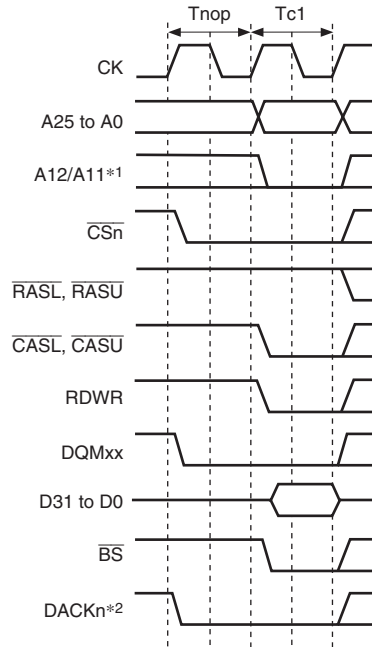 Tnop Tc1
CK
A25 to A0
A12/A11*1
CSn
RASL, RASU
CASL, CASU
RDWR
DQMxx
D31 to D0
BS
DACKn*2